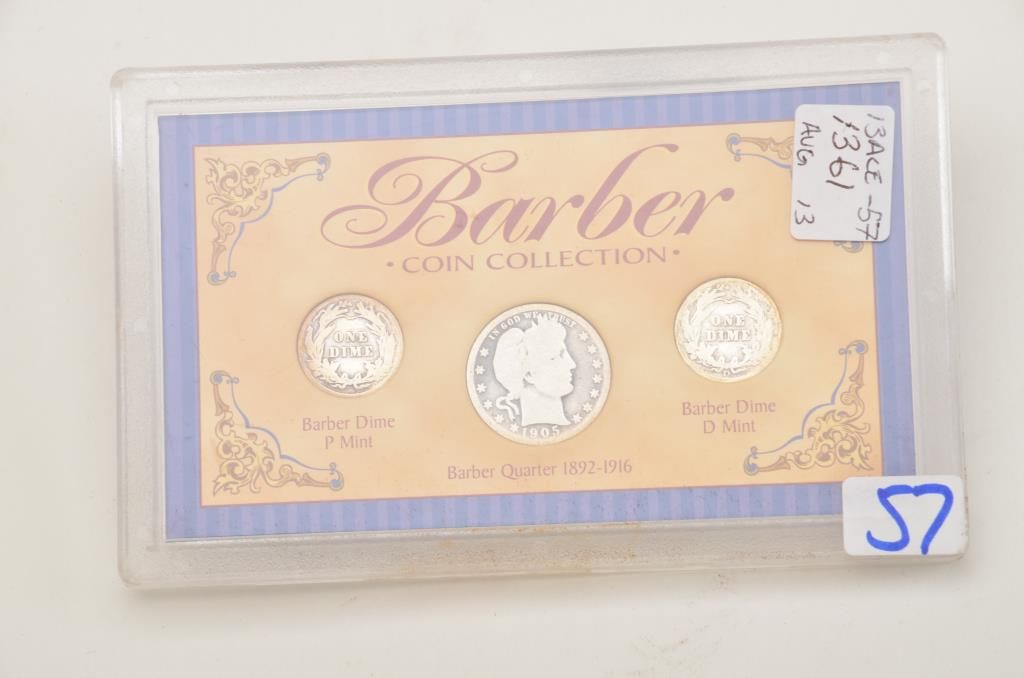 Barber
• COIN COLLECTION •
13ACE -57
1361
AUG 13
ONE
DIME
IN GOD WE TRUST
1905
ONE
DIME
D
Barber Dime
P Mint
Barber Quarter 1892-1916
Barber Dime
D Mint
57